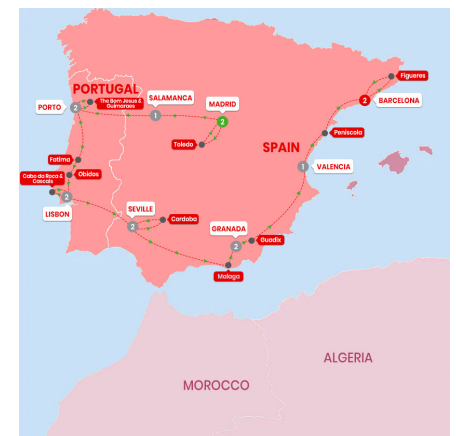 Figueres
BARCELONA
2
PORTUGAL
The Bom Jesus &
Guimaraes
PORTO
2
SALAMANCA
1
MADRID
2
Toledo
SPAIN
Peniscola
VALENCIA
1
Fatima
Obidos
Cabo da Roca &
Cascais
LISBON
2
SEVILLE
2
Cordoba
GRANADA
2
Guadix
Malaga
ALGERIA
MOROCCO